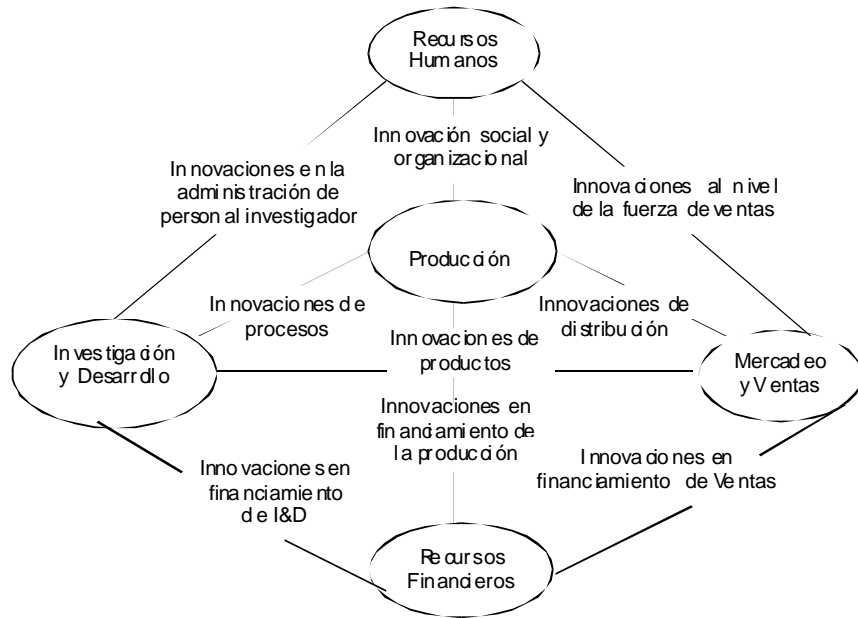 Recursos
Humanos
Innovación social y
organizacional
Innovaciones en la
administración de
personal investigador
Innovaciones al nivel
de la fuerza de ventas
Producción
Innovaciones de
procesos
Innovaciones de
distribución
Investigación
y Desarrollo
Innovaciones de
productos
Mercadeo
y Ventas
Innovaciones en
financiamiento de
la producción
Innovaciones en
financiamiento
de I&D
Innovaciones en
financiamiento de Ventas
Recursos
Financieros